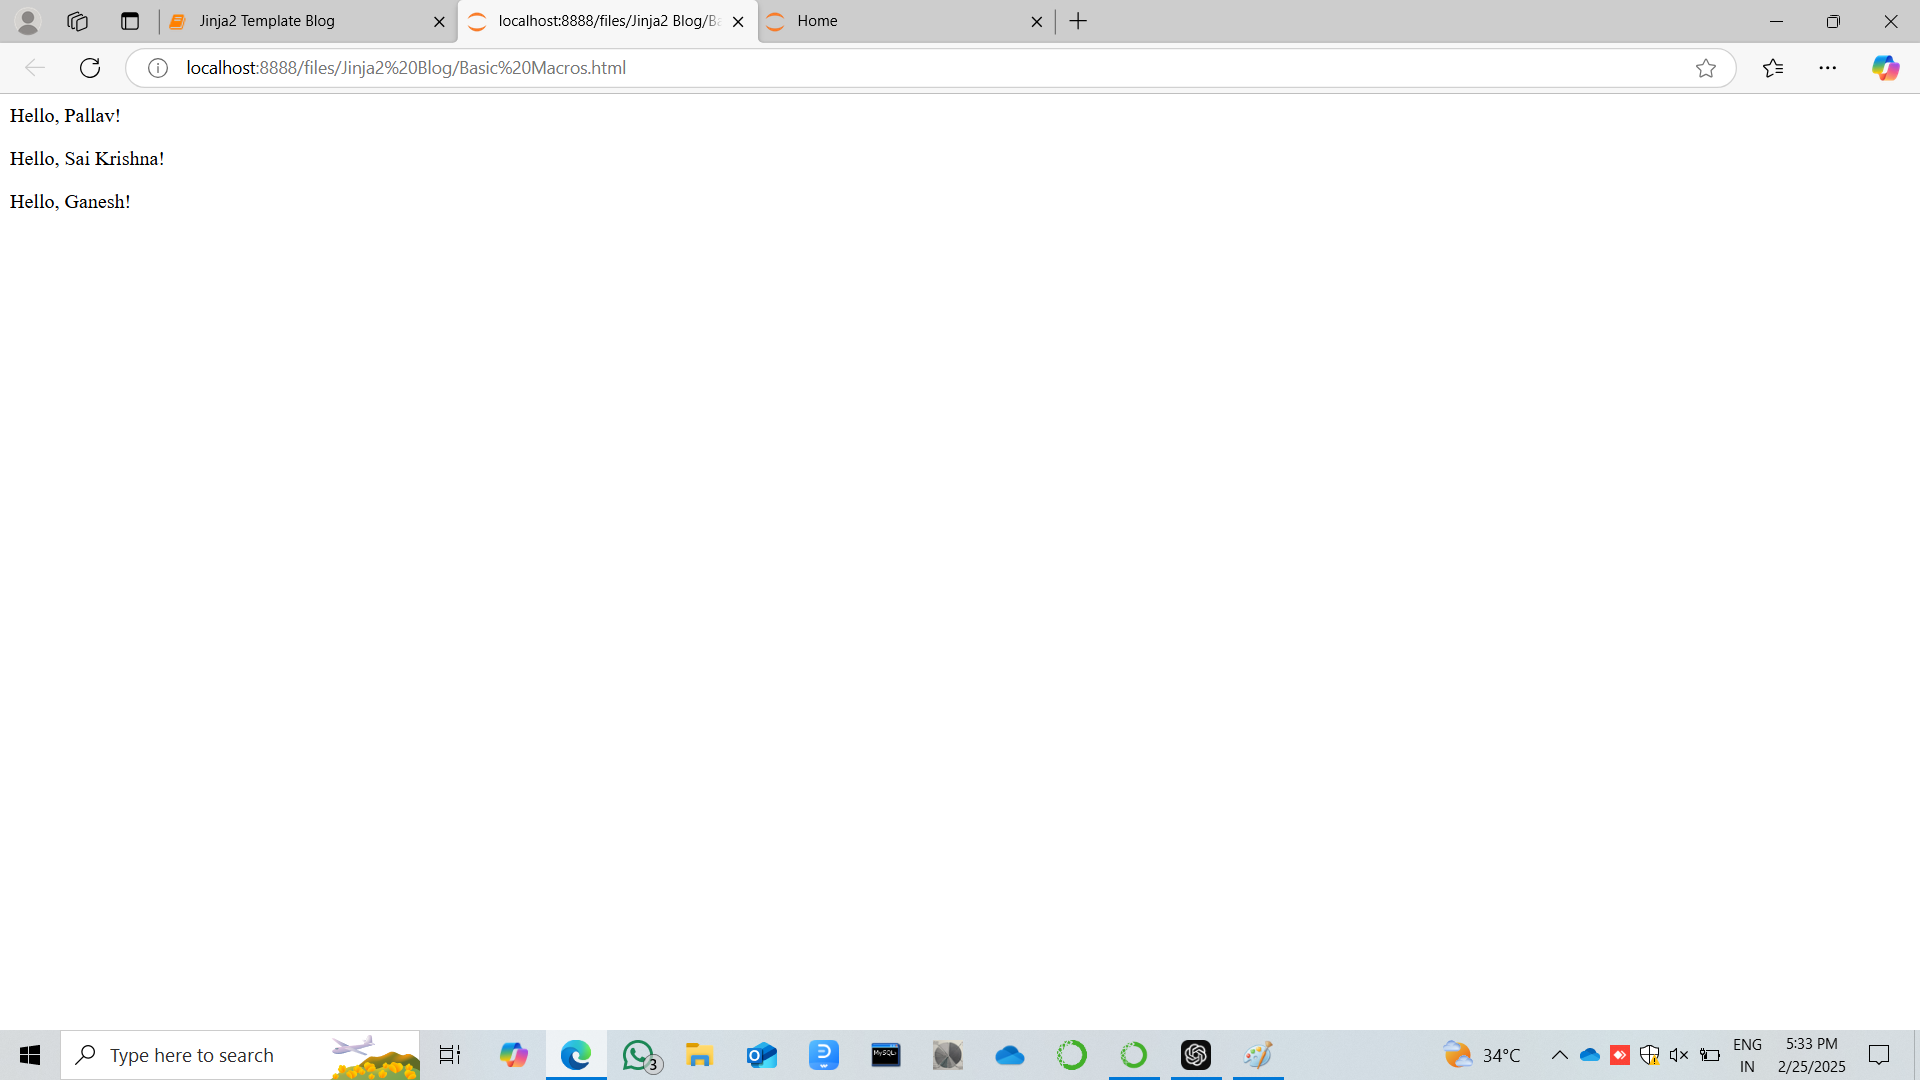 Jinja2 Template Blog
localhost:8888/files/Jinja2 Blog/Ba
Home
localhost:8888/files/Jinja2%20Blog/Basic%20Macros.html
Hello, Pallav!
Hello, Sai Krishna!
Hello, Ganesh!
Type here to search
3
MySQL
34°C
ENG
IN
5:33 PM
2/25/2025